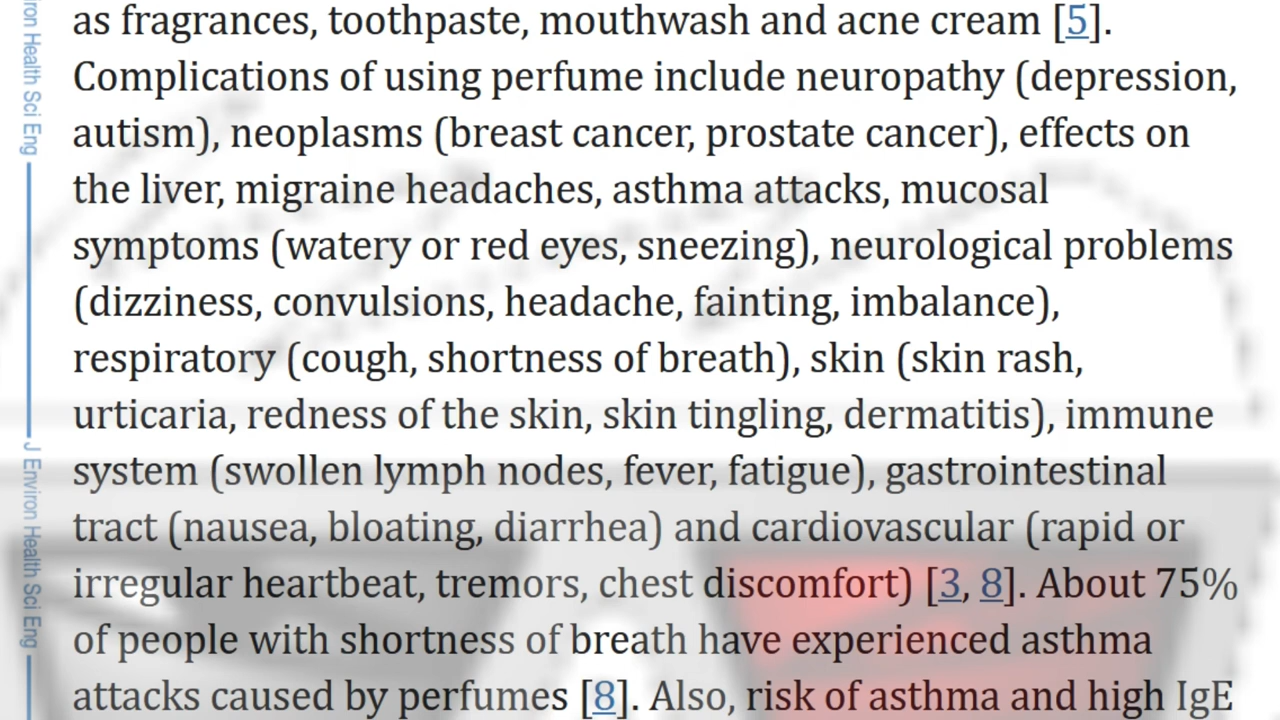 as fragrances, toothpaste, mouthwash and acne cream [5].
Complications of using perfume include neuropathy (depression,
autism), neoplasms (breast cancer, prostate cancer), effects on
the liver, migraine headaches, asthma attacks, mucosal
symptoms (watery or red eyes, sneezing), neurological problems
(dizziness, convulsions, headache, fainting, imbalance),
respiratory (cough, shortness of breath), skin (skin rash,
urticaria, redness of the skin, skin tingling, dermatitis), immune
system (swollen lymph nodes, fever, fatigue), gastrointestinal
tract (nausea, bloating, diarrhea) and cardiovascular (rapid or
irregular heartbeat, tremors, chest discomfort) [3, 8]. About 75%
of people with shortness of breath have experienced asthma
attacks caused by perfumes [8]. Also, risk of asthma and high IgE
iron Health Sci Eng
J Environ Health Sci Eng